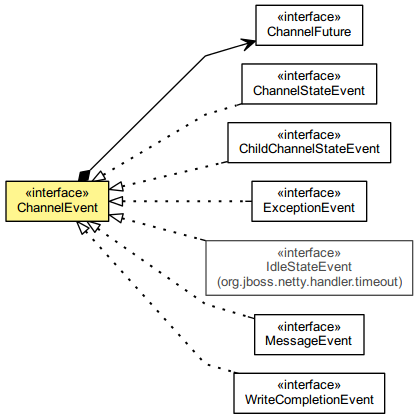 «interface»
ChannelFuture
«interface»
ChannelStateEvent
«interface»
ChildChannelStateEvent
«interface»
ChannelEvent
«interface»
ExceptionEvent
«interface»
IdleStateEvent
(org.jboss.netty.handler.timeout)
«interface»
MessageEvent
«interface»
WriteCompletionEvent